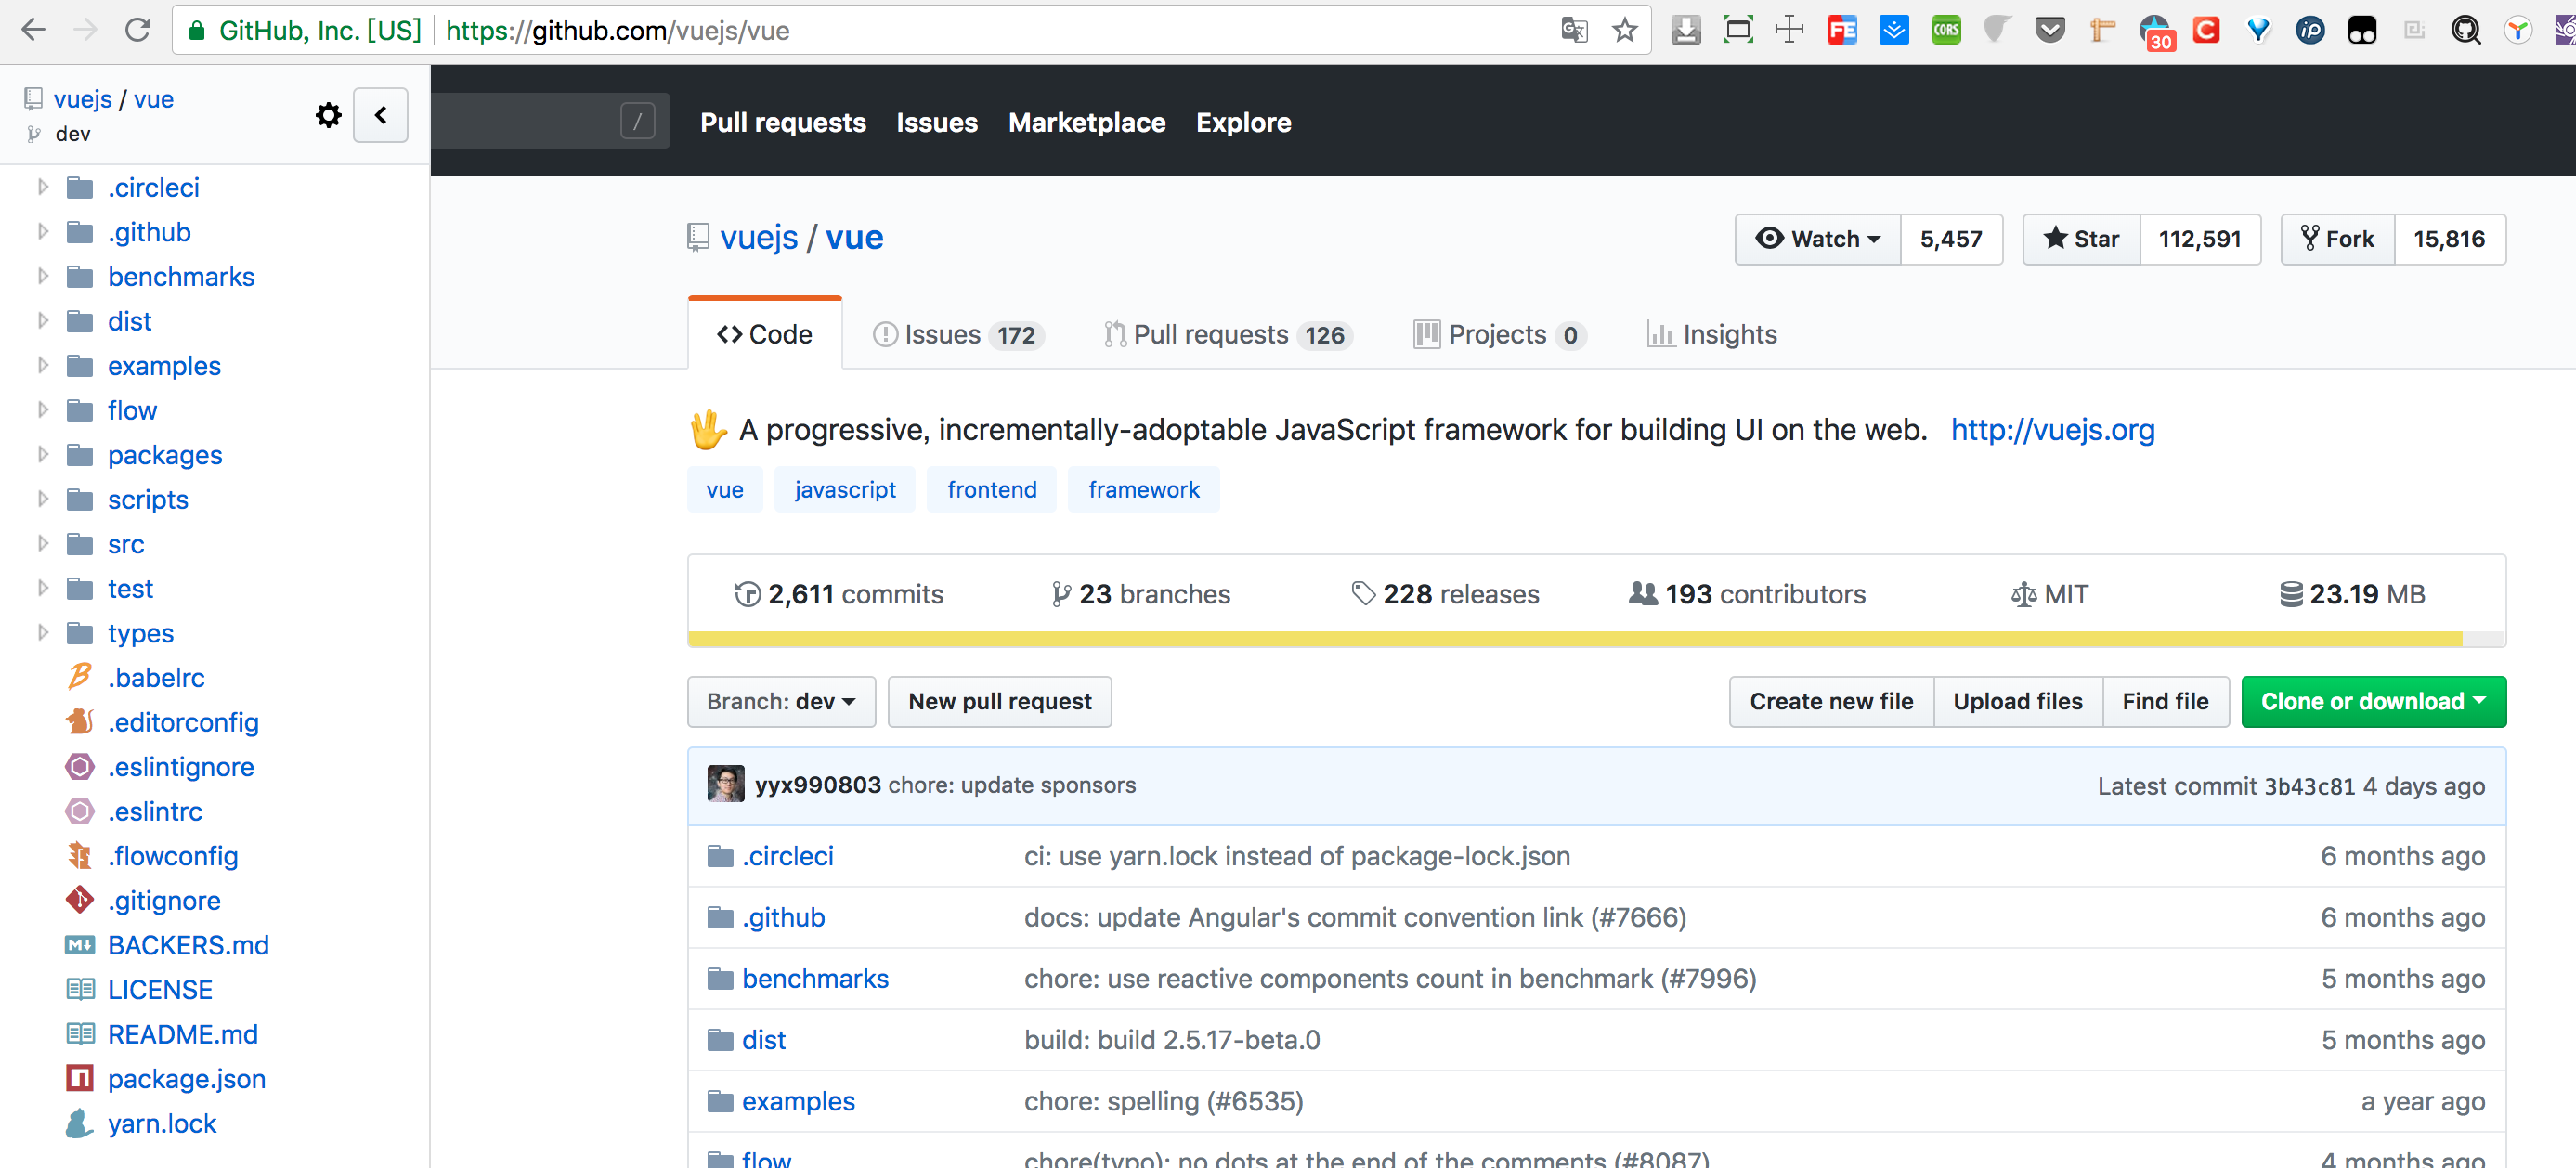 GitHub, Inc. [US] https://github.com/vuejs/vue
FE
CORS
30
C
iP
vuejs / vue
dev
.circleci
.github
benchmarks
dist
examples
flow
packages
scripts
src
test
types
.babelrc
.editorconfig
.eslintignore
.eslintrc
.flowconfig
.gitignore
BACKERS.md
LICENSE
README.md
package.json
yarn.lock
/ Pull requests Issues Marketplace Explore
vuejs / vue
Watch 5,457 Star 112,591 Fork 15,816
Code Issues 172 Pull requests 126 Projects 0 Insights
🖖 A progressive, incrementally-adoptable JavaScript framework for building UI on the web. http://vuejs.org
vue javascript frontend framework
2,611 commits 23 branches 228 releases 193 contributors MIT 23.19 MB
Branch: dev New pull request Create new file Upload files Find file Clone or download
yyx990803 chore: update sponsors Latest commit 3b43c81 4 days ago
.circleci ci: use yarn.lock instead of package-lock.json 6 months ago
.github docs: update Angular's commit convention link (#7666) 6 months ago
benchmarks chore: use reactive components count in benchmark (#7996) 5 months ago
dist build: build 2.5.17-beta.0 5 months ago
examples chore: spelling (#6535) a year ago
flow chore(typo): no dots at the end of the comments (#8087) 4 months ago